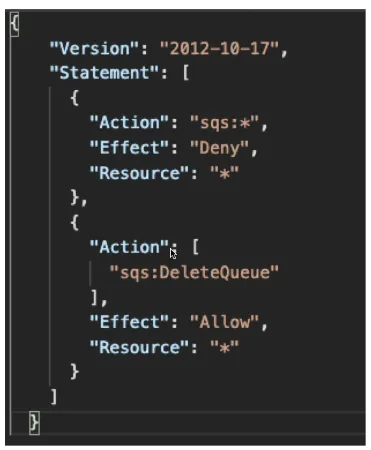 {
"Version": "2012-10-17",
"Statement": [
{
"Action": "sqs:*",
"Effect": "Deny",
"Resource": "*"
},
{
"Action": [
"sqs:DeleteQueue"
],
"Effect": "Allow",
"Resource": "*"
}
]
}